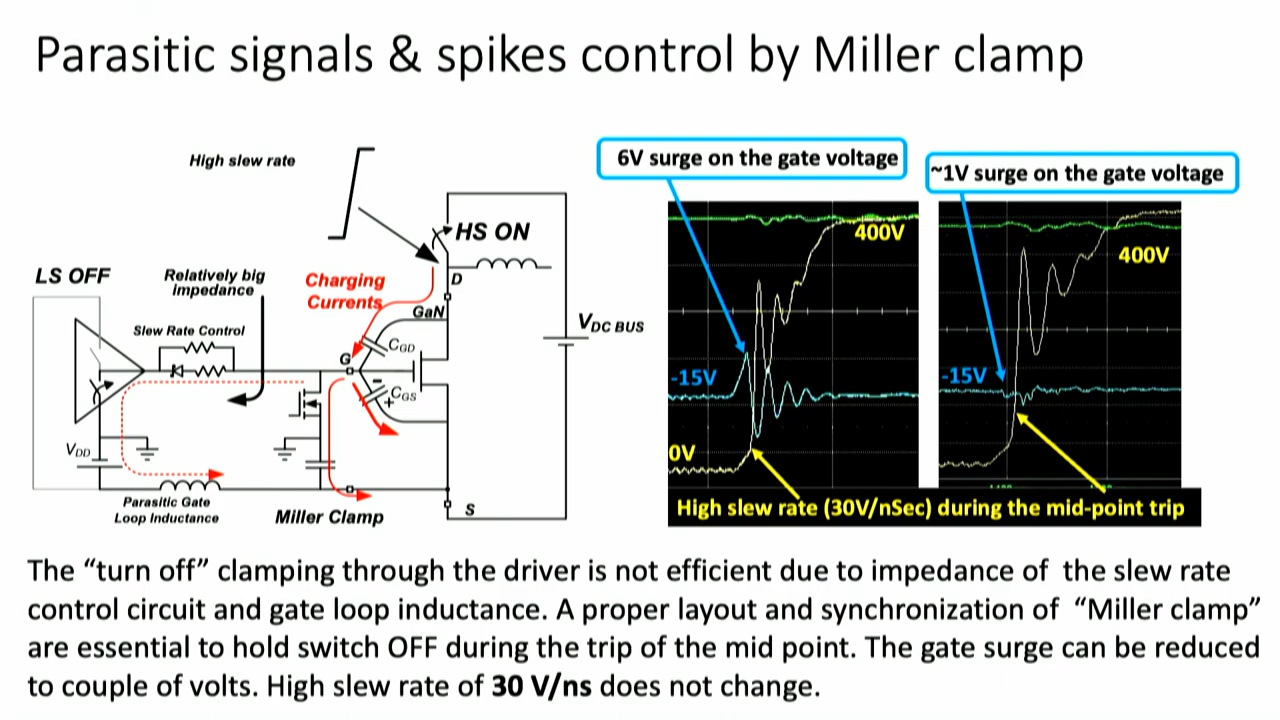 Parasitic signals & spikes control by Miller clamp
High slew rate
6V surge on the gate voltage
~1V surge on the gate voltage
HS ON
400V
400V
LS OFF
Relatively big
impedance
Charging
Currents
D
GaN
VDC BUS
Slew Rate Control
CGD
G
-15V
-15V
CGS
VDD
0V
Parasitic Gate
Loop Inductance
Miller Clamp
S
High slew rate (30V/nSec) during the mid-point trip
The “turn off” clamping through the driver is not efficient due to impedance of the slew rate
control circuit and gate loop inductance. A proper layout and synchronization of “Miller clamp”
are essential to hold switch OFF during the trip of the mid point. The gate surge can be reduced
to couple of volts. High slew rate of 30 V/ns does not change.